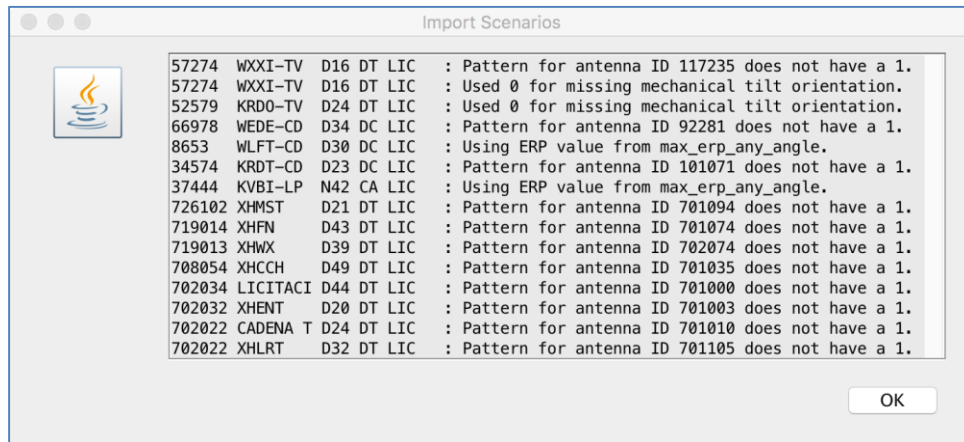 Import Scenarios
57274  WXXI-TV  D16 DT LIC   : Pattern for antenna ID 117235 does not have a 1.
57274  WXXI-TV  D16 DT LIC   : Used 0 for missing mechanical tilt orientation.
52579  KRDO-TV  D24 DT LIC   : Used 0 for missing mechanical tilt orientation.
66978  WEDE-CD  D34 DC LIC   : Pattern for antenna ID 92281 does not have a 1.
8653   WLFT-CD  D30 DC LIC   : Using ERP value from max_erp_any_angle.
34574  KRDT-CD  D23 DC LIC   : Pattern for antenna ID 101071 does not have a 1.
37444  KVBI-LP  N42 CA LIC   : Using ERP value from max_erp_any_angle.
726102 XHMST    D21 DT LIC   : Pattern for antenna ID 701094 does not have a 1.
719014 XHFN     D43 DT LIC   : Pattern for antenna ID 701074 does not have a 1.
719013 XHWX     D39 DT LIC   : Pattern for antenna ID 702074 does not have a 1.
708054 XHCCH    D49 DT LIC   : Pattern for antenna ID 701035 does not have a 1.
702034 LICITACI D44 DT LIC   : Pattern for antenna ID 701000 does not have a 1.
702032 XHENT    D20 DT LIC   : Pattern for antenna ID 701003 does not have a 1.
702022 CADENA T D24 DT LIC   : Pattern for antenna ID 701010 does not have a 1.
702022 XHLRT    D32 DT LIC   : Pattern for antenna ID 701105 does not have a 1.
OK